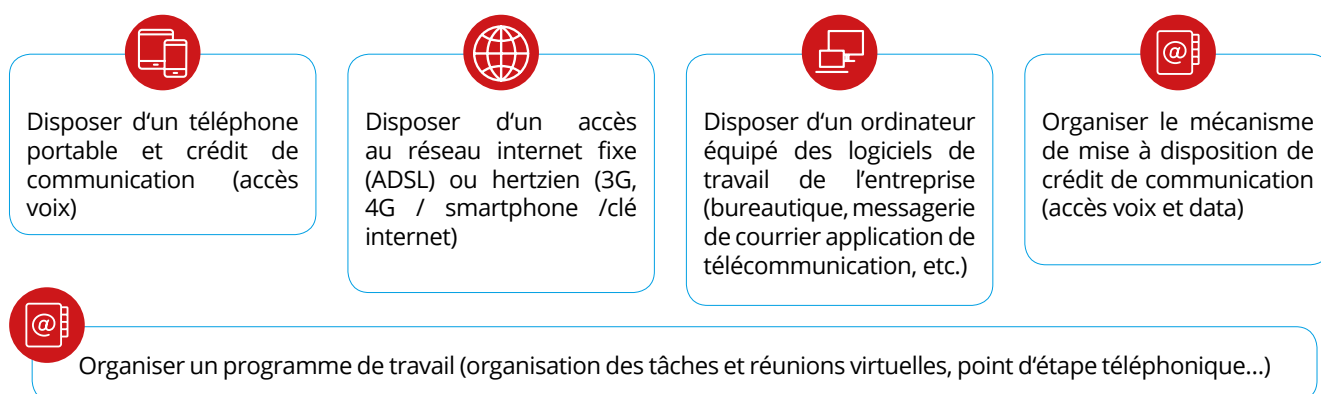 Disposer d‘un téléphone
portable et crédit de
communication (accès
voix)
Disposer d‘un accès
au réseau internet fixe
(ADSL) ou hertzien (3G,
4G / smartphone /clé
internet)
Disposer d‘un ordinateur
équipé des logiciels de
travail de l’entreprise
(bureautique, messagerie
de courrier application de
télécommunication, etc.)
Organiser le mécanisme
de mise à disposition de
crédit de communication
(accès voix et data)
Organiser un programme de travail (organisation des tâches et réunions virtuelles, point d‘étape téléphonique...)